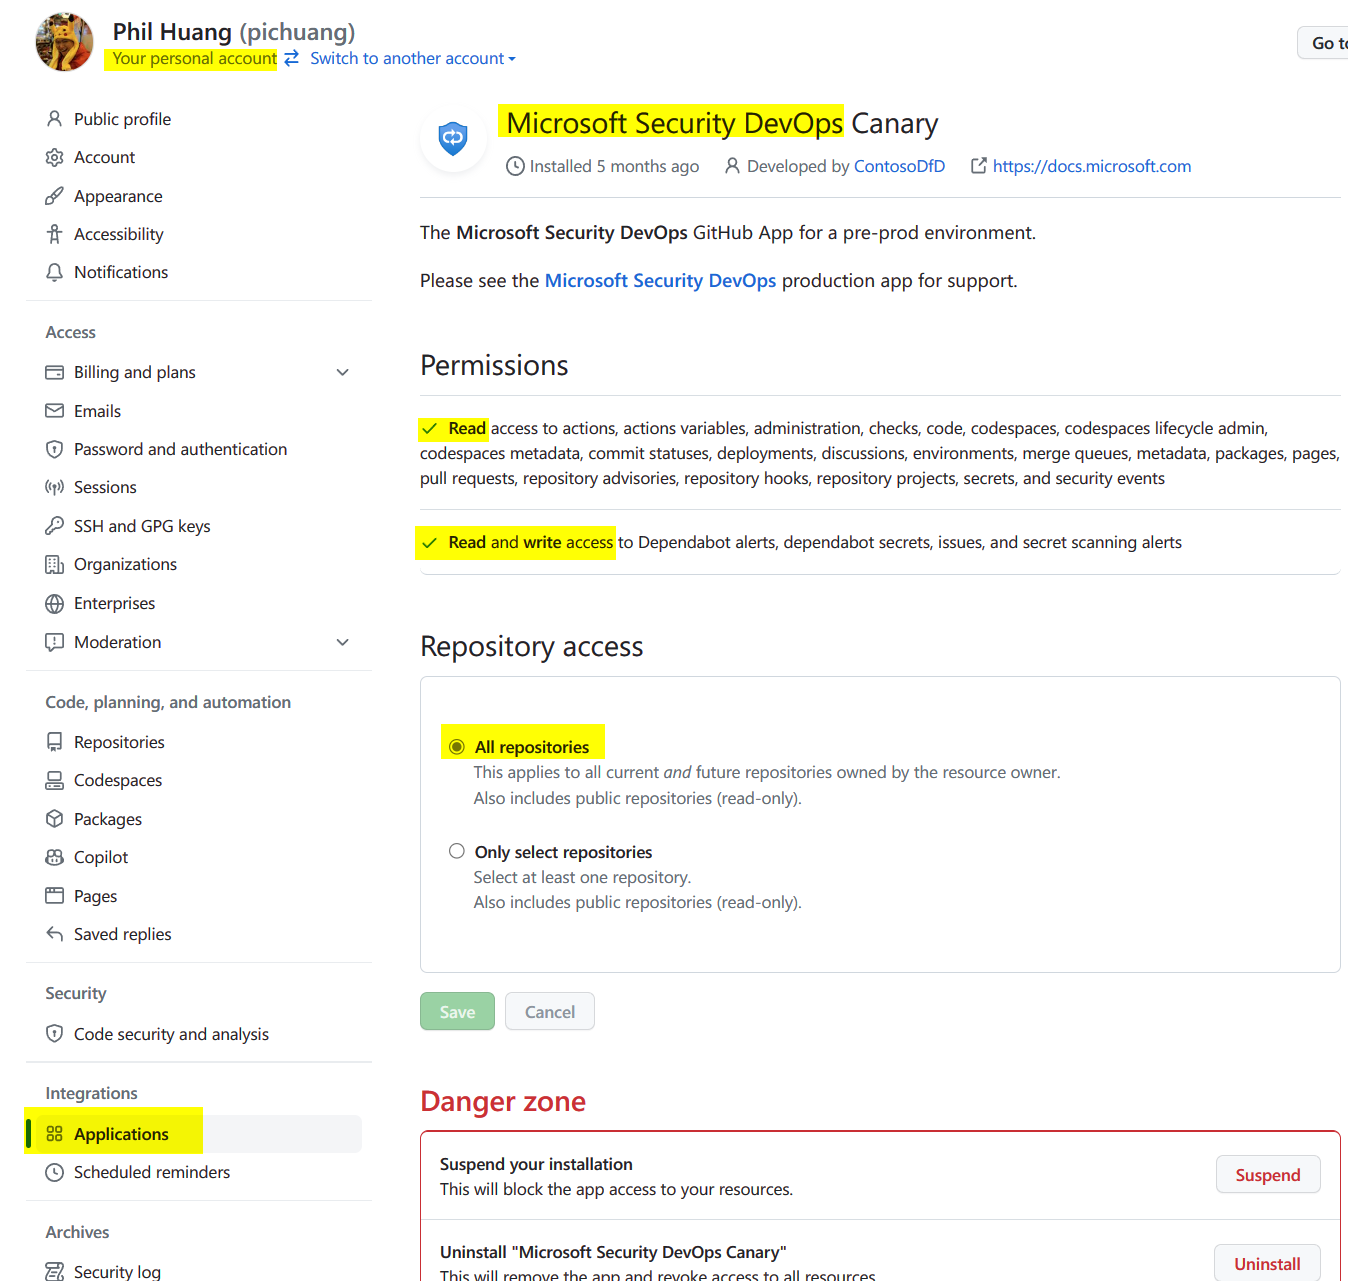 Phil Huang (pichuang)
Your personal account Switch to another account
Go to
Public profile
Account
Appearance
Accessibility
Notifications
Access
Billing and plans
Emails
Password and authentication
Sessions
SSH and GPG keys
Organizations
Enterprises
Moderation
Code, planning, and automation
Repositories
Codespaces
Packages
Copilot
Pages
Saved replies
Security
Code security and analysis
Integrations
Applications
Scheduled reminders
Archives
Security log
Microsoft Security DevOps Canary
Installed 5 months ago Developed by ContosoDfD https://docs.microsoft.com
The Microsoft Security DevOps GitHub App for a pre-prod environment.
Please see the Microsoft Security DevOps production app for support.
Permissions
Read access to actions, actions variables, administration, checks, code, codespaces, codespaces lifecycle admin,
codespaces metadata, commit statuses, deployments, discussions, environments, merge queues, metadata, packages, pages,
pull requests, repository advisories, repository hooks, repository projects, secrets, and security events
Read and write access to Dependabot alerts, dependabot secrets, issues, and secret scanning alerts
Repository access
All repositories
This applies to all current and future repositories owned by the resource owner.
Also includes public repositories (read-only).
Only select repositories
Select at least one repository.
Also includes public repositories (read-only).
Save Cancel
Danger zone
Suspend your installation
This will block the app access to your resources.
Suspend
Uninstall "Microsoft Security DevOps Canary"
This will remove the app and revoke access to all resources.
Uninstall